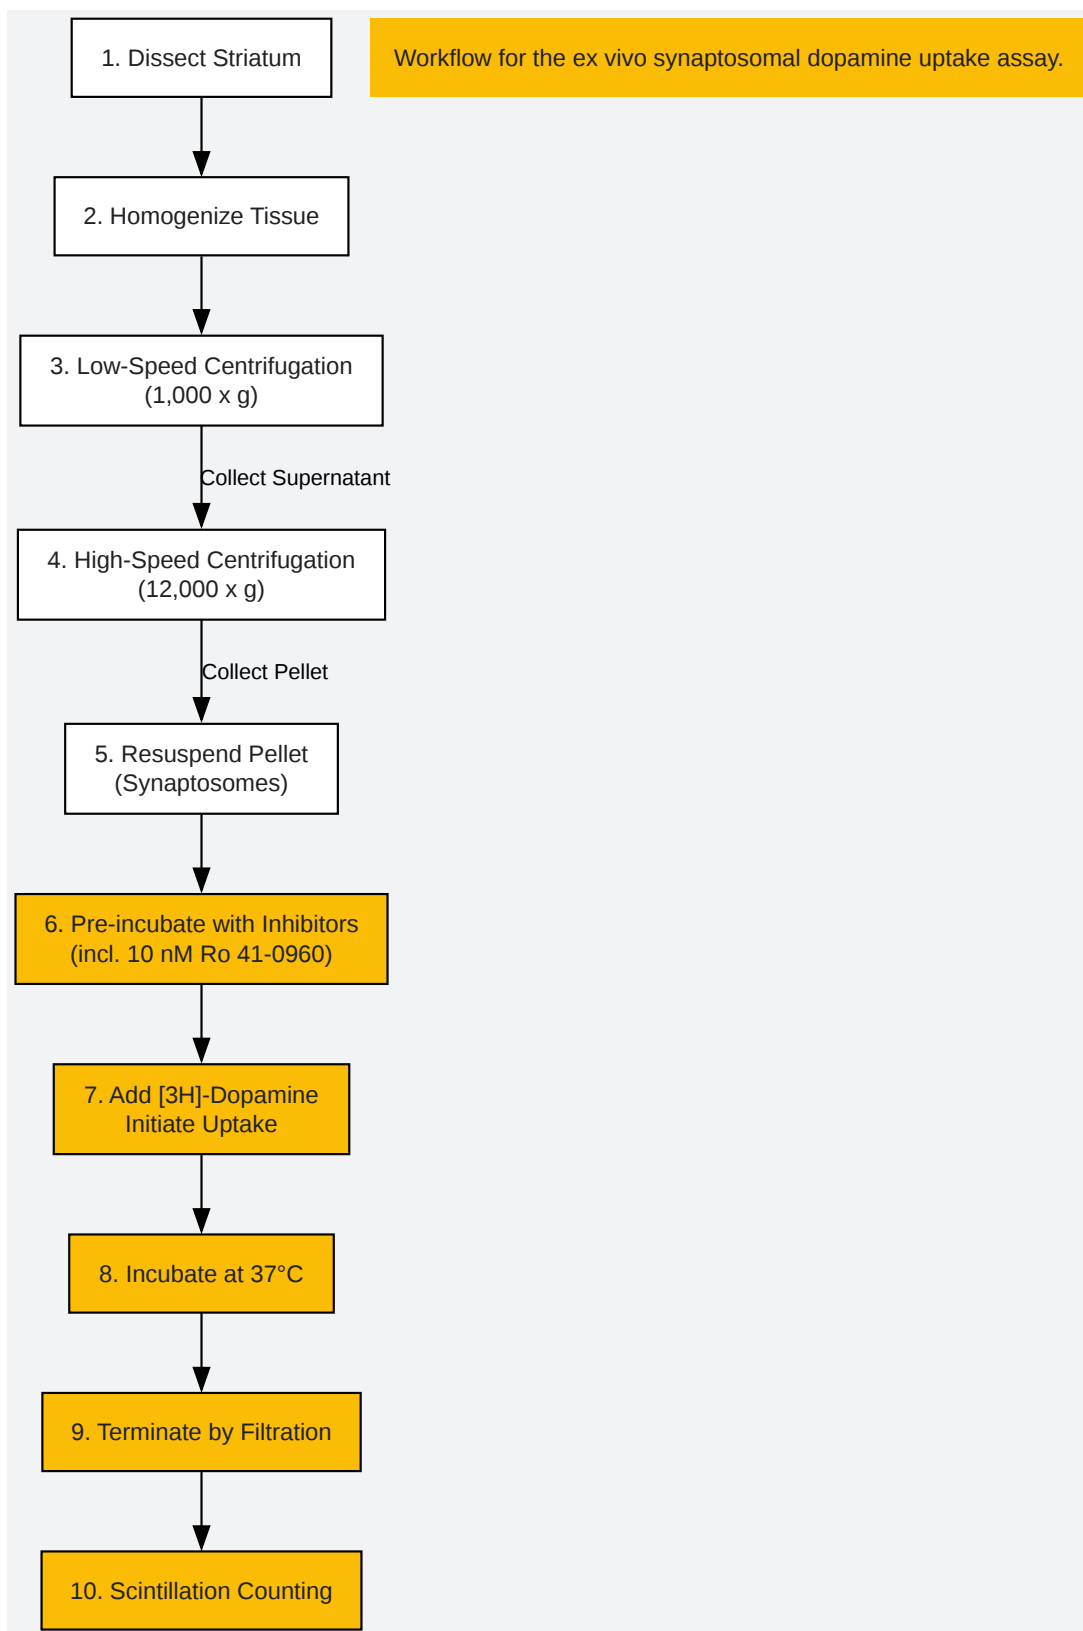 1. Dissect Striatum
Workflow for the ex vivo synaptosomal dopamine uptake assay.
2. Homogenize Tissue
3. Low-Speed Centrifugation
(1,000 x g)
Collect Supernatant
4. High-Speed Centrifugation
(12,000 x g)
Collect Pellet
5. Resuspend Pellet
(Synaptosomes)
6. Pre-incubate with Inhibitors
(incl. 10 nM Ro 41-0960)
7. Add [3H]-Dopamine
Initiate Uptake
8. Incubate at 37°C
9. Terminate by Filtration
10. Scintillation Counting